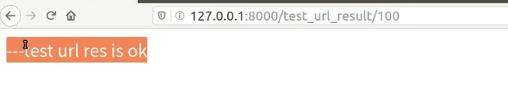 127.0.0.1:8000/test_url_result/100
---test url res is ok